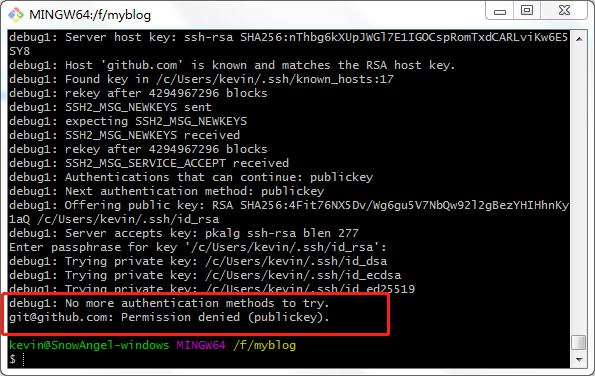 MINGW64:/f/myblog
debug1: Server host key: ssh-rsa SHA256:nThbg6kXUpJWGl7E1IGOCspRomTxdCARLviKw6E5
SY8
debug1: Host 'github.com' is known and matches the RSA host key.
debug1: Found key in /c/Users/kevin/.ssh/known_hosts:17
debug1: rekey after 4294967296 blocks
debug1: SSH2_MSG_NEWKEYS sent
debug1: expecting SSH2_MSG_NEWKEYS
debug1: SSH2_MSG_NEWKEYS received
debug1: rekey after 4294967296 blocks
debug1: SSH2_MSG_SERVICE_ACCEPT received
debug1: Authentications that can continue: publickey
debug1: Next authentication method: publickey
debug1: Offering public key: RSA SHA256:4Fit76NX5Dv/Wg6gu5V7NbQw92l2gBezYHIHhnKy
1aQ /c/Users/kevin/.ssh/id_rsa
debug1: Server accepts key: pkalg ssh-rsa blen 277
Enter passphrase for key '/c/Users/kevin/.ssh/id_rsa':
debug1: Trying private key: /c/Users/kevin/.ssh/id_dsa
debug1: Trying private key: /c/Users/kevin/.ssh/id_ecdsa
debug1: Trying private key: /c/Users/kevin/.ssh/id_ed25519
debug1: No more authentication methods to try.
git@github.com: Permission denied (publickey).
kevin@SnowAngel-windows MINGW64 /f/myblog
$